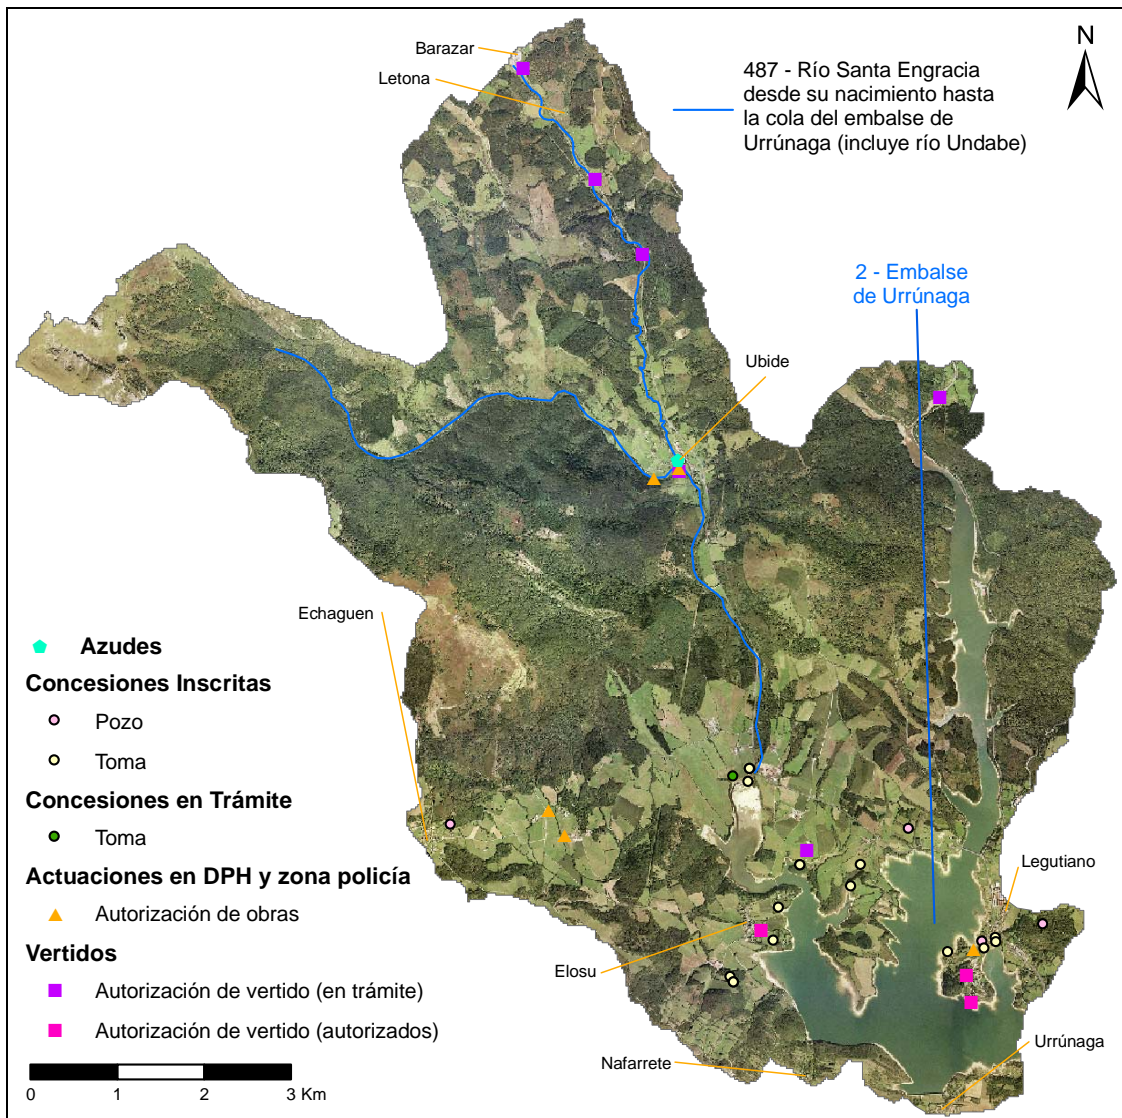 Barazar
Letona
N
487 - Río Santa Engracia
desde su nacimiento hasta
la cola del embalse de
Urrúnaga (incluye río Undabe)
2 - Embalse
de Urrúnaga
Ubide
Echaguen
Azudes
Concesiones Inscritas
Pozo
Toma
Concesiones en Trámite
Toma
Actuaciones en DPH y zona policía
Autorización de obras
Vertidos
Autorización de vertido (en trámite)
Autorización de vertido (autorizados)
Legutiano
Elosu
Nafarrete
Urrúnaga
0 1 2 3 Km